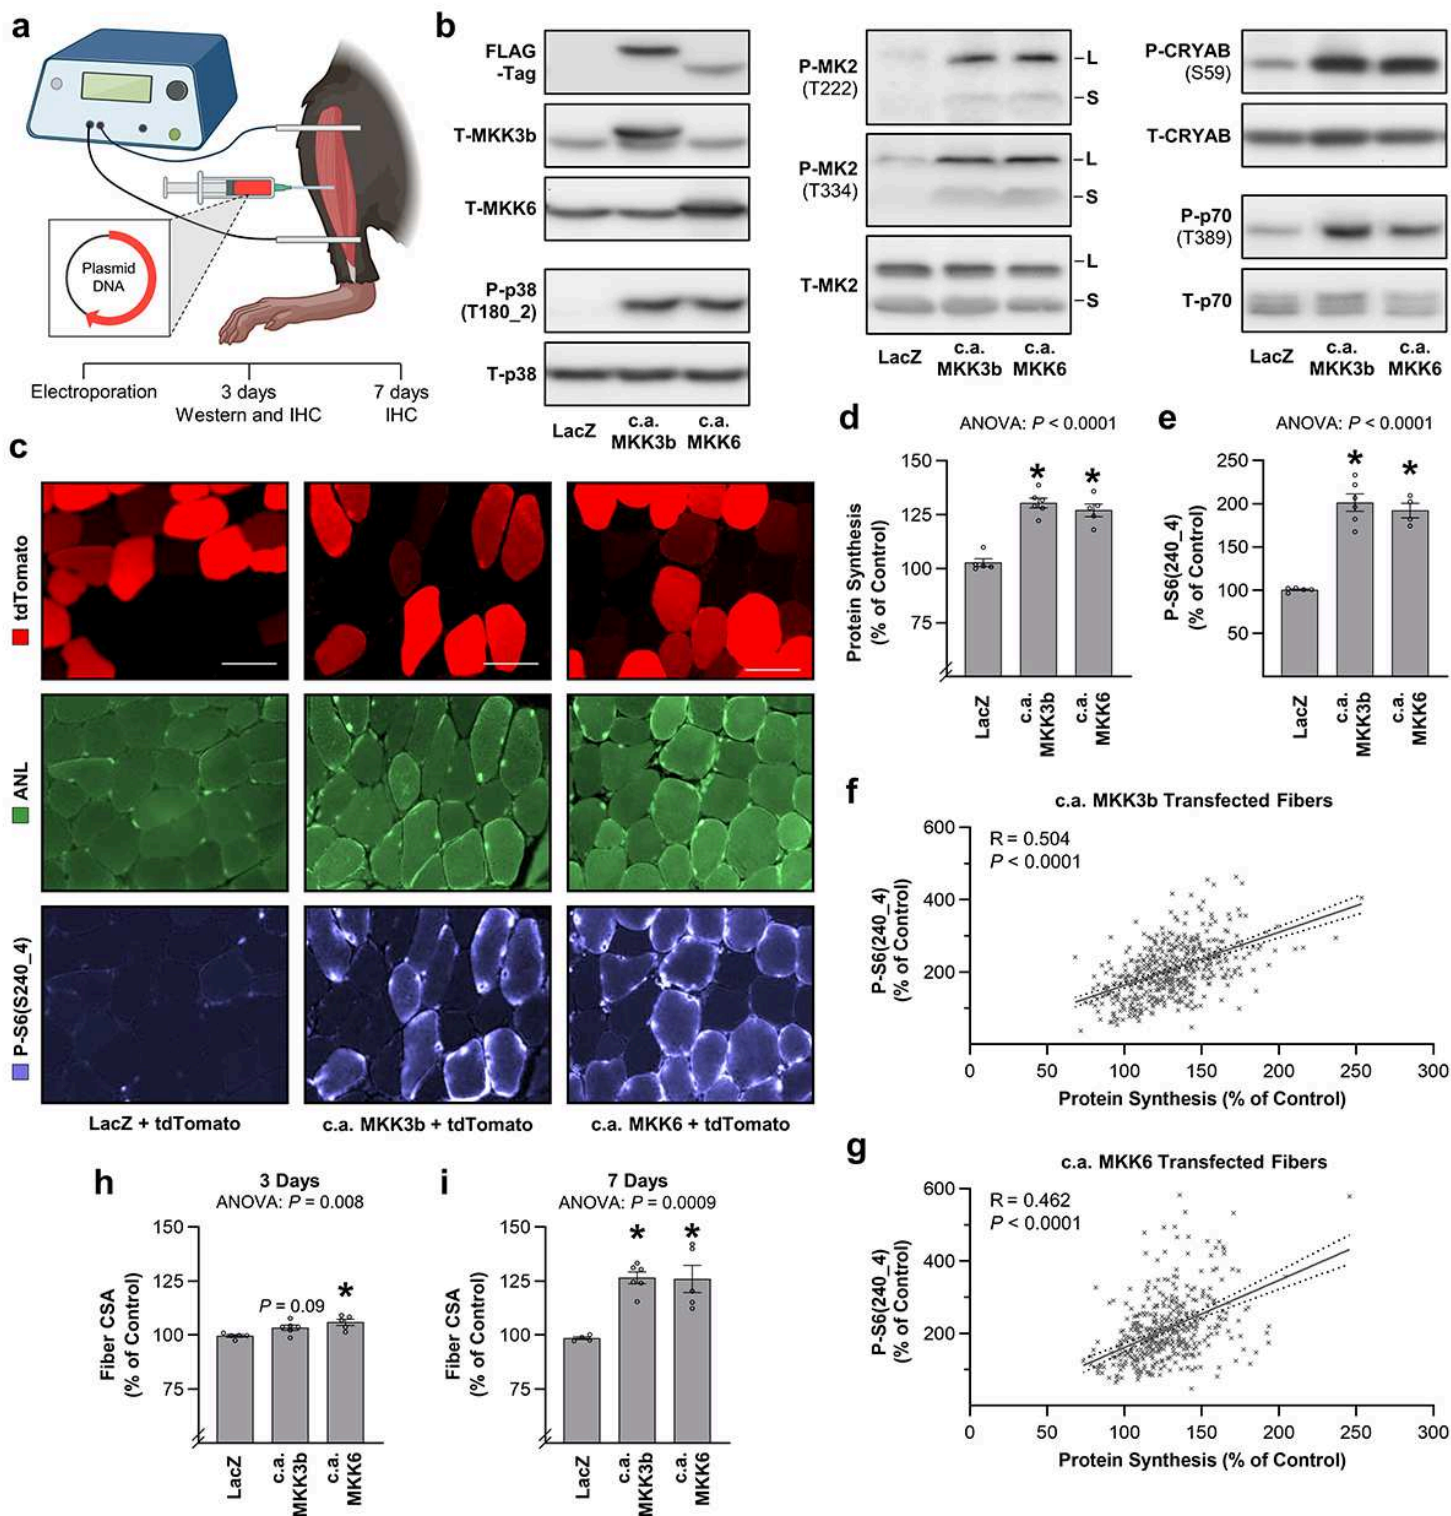 a
Plasmid
DNA
Electroporation
3 days
Western and IHC
7 days
IHC
b
FLAG
-Tag
T-MKK3b
T-MKK6
P-p38
(T180_2)
T-p38
LacZ
c.a.
MKK3b
c.a.
MKK6
P-MK2
(T222)
-L
-S
P-MK2
(T334)
-L
-S
T-MK2
-L
-S
LacZ
c.a.
MKK3b
c.a.
MKK6
P-CRYAB
(S59)
T-CRYAB
P-p70
(T389)
T-p70
LacZ
c.a.
MKK3b
c.a.
MKK6
c
tdTomato
ANL
P-S6(S240_4)
LacZ + tdTomato
c.a. MKK3b + tdTomato
c.a. MKK6 + tdTomato
d
ANOVA: P < 0.0001
Protein Synthesis
(% of Control)
150
125
100
75
*
*
LacZ
c.a.
MKK3b
c.a.
MKK6
e
ANOVA: P < 0.0001
P-S6(240_4)
(% of Control)
250
200
150
100
50
*
*
LacZ
c.a.
MKK3b
c.a.
MKK6
f
c.a. MKK3b Transfected Fibers
R = 0.504
P < 0.0001
P-S6(240_4)
(% of Control)
600
400
200
0 50 100 150 200 250 300
Protein Synthesis (% of Control)
g
c.a. MKK6 Transfected Fibers
R = 0.462
P < 0.0001
P-S6(240_4)
(% of Control)
600
400
200
0 50 100 150 200 250 300
Protein Synthesis (% of Control)
h
3 Days
ANOVA: P = 0.008
Fiber CSA
(% of Control)
150
125
100
75
P = 0.09
*
LacZ
c.a.
MKK3b
c.a.
MKK6
i
7 Days
ANOVA: P = 0.0009
Fiber CSA
(% of Control)
150
125
100
75
*
*
LacZ
c.a.
MKK3b
c.a.
MKK6